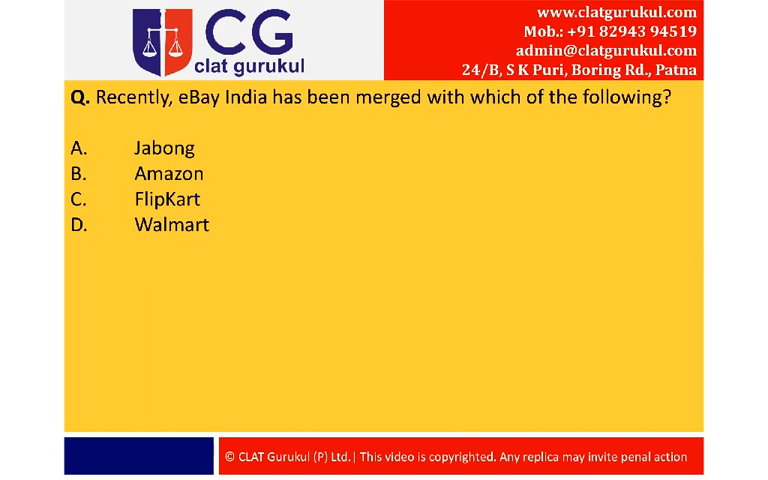 CG
clat gurukul
www.clatgurukul.com
Mob.: +91 82943 94519
admin@clatgurukul.com
24/B, S K Puri, Boring Rd., Patna
Q. Recently, eBay India has been merged with which of the following?
A. Jabong
B. Amazon
C. FlipKart
D. Walmart
© CLAT Gurukul (P) Ltd.| This video is copyrighted. Any replica may invite penal action